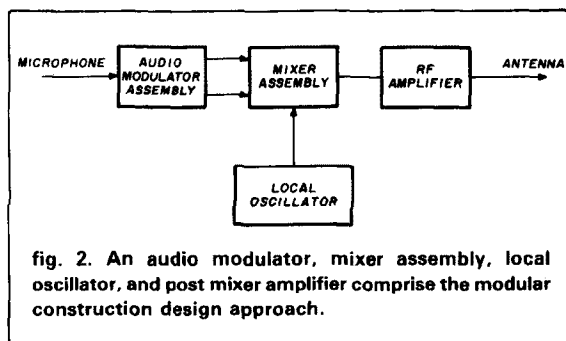 MICROPHONE
AUDIO
MODULATOR
ASSEMBLY
MIXER
ASSEMBLY
RF
AMPLIFIER
ANTENNA
LOCAL
OSCILLATOR
fig. 2. An audio modulator, mixer assembly, local
oscillator, and post mixer amplifier comprise the modular
construction design approach.